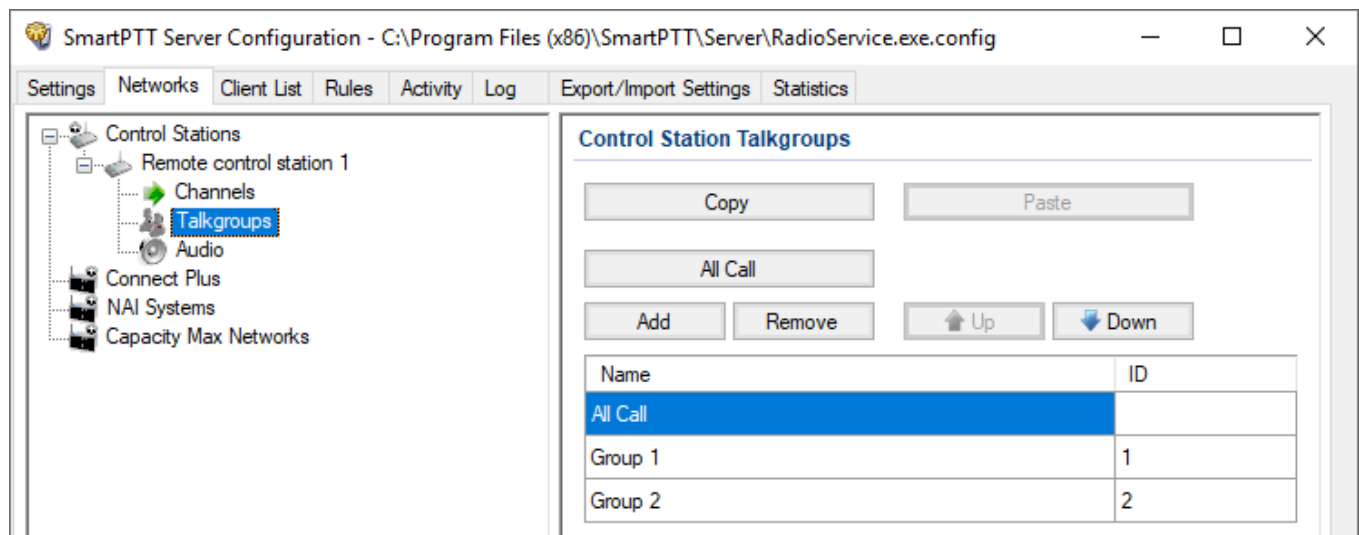 SmartPTT Server Configuration - C:\Program Files (x86)\SmartPTT\Server\RadioService.exe.config
Settings Networks Client List Rules Activity Log Export/Import Settings Statistics
Control Stations
Remote control station 1
Channels
Talkgroups
Audio
Connect Plus
NAI Systems
Capacity Max Networks
Control Station Talkgroups
Copy Paste
All Call
Add Remove Up Down
Name ID
All Call
Group 1 1
Group 2 2